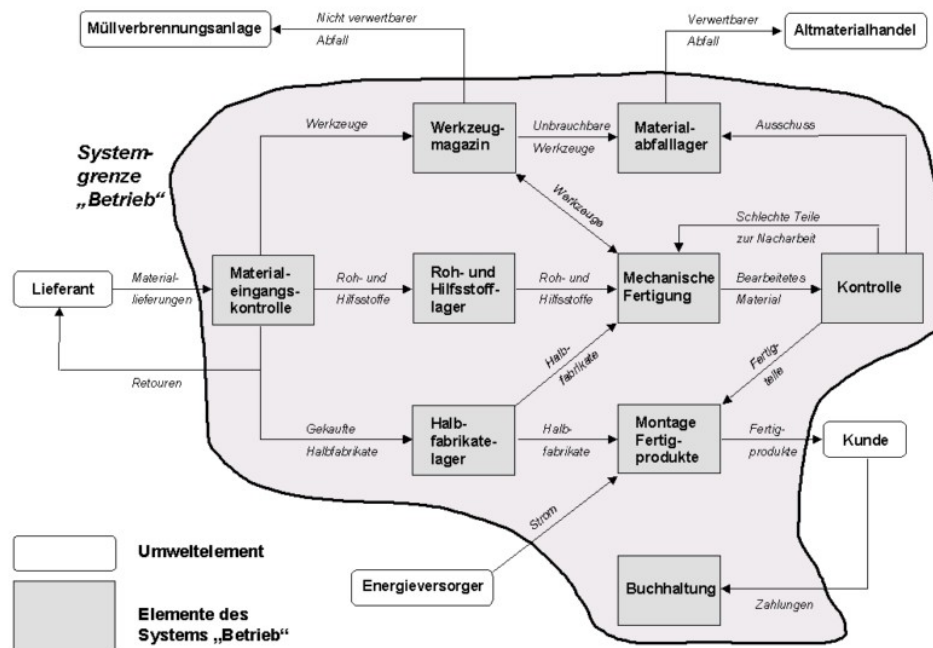 Müllverbrennungsanlage
Nicht verwertbarer
Abfall
Verwertbarer
Abfall
Altmaterialhandel
System-
grenze
„Betrieb“
Werkzeuge
Werkzeug-
magazin
Unbrauchbare
Werkzeuge
Material-
abfalllager
Ausschuss
Werkzeuge
Schlechte Teile
zur Nacharbeit
Lieferant
Material-
lieferungen
Material-
eingangs-
kontrolle
Roh- und
Hilfsstoffe
Roh- und
Hilfsstoff-
lager
Roh- und
Hilfsstoffe
Mechanische
Fertigung
Bearbeitetes
Material
Kontrolle
Retouren
Halb-
fabrikate
Fertig-
teile
Gekaufte
Halbfabrikate
Halb-
fabrikate-
lager
Halb-
fabrikate
Montage
Fertig-
produkte
Fertig-
produkte
Kunde
Strom
Umweltelement
Energieversorger
Buchhaltung
Zahlungen
Elemente des
Systems „Betrieb“